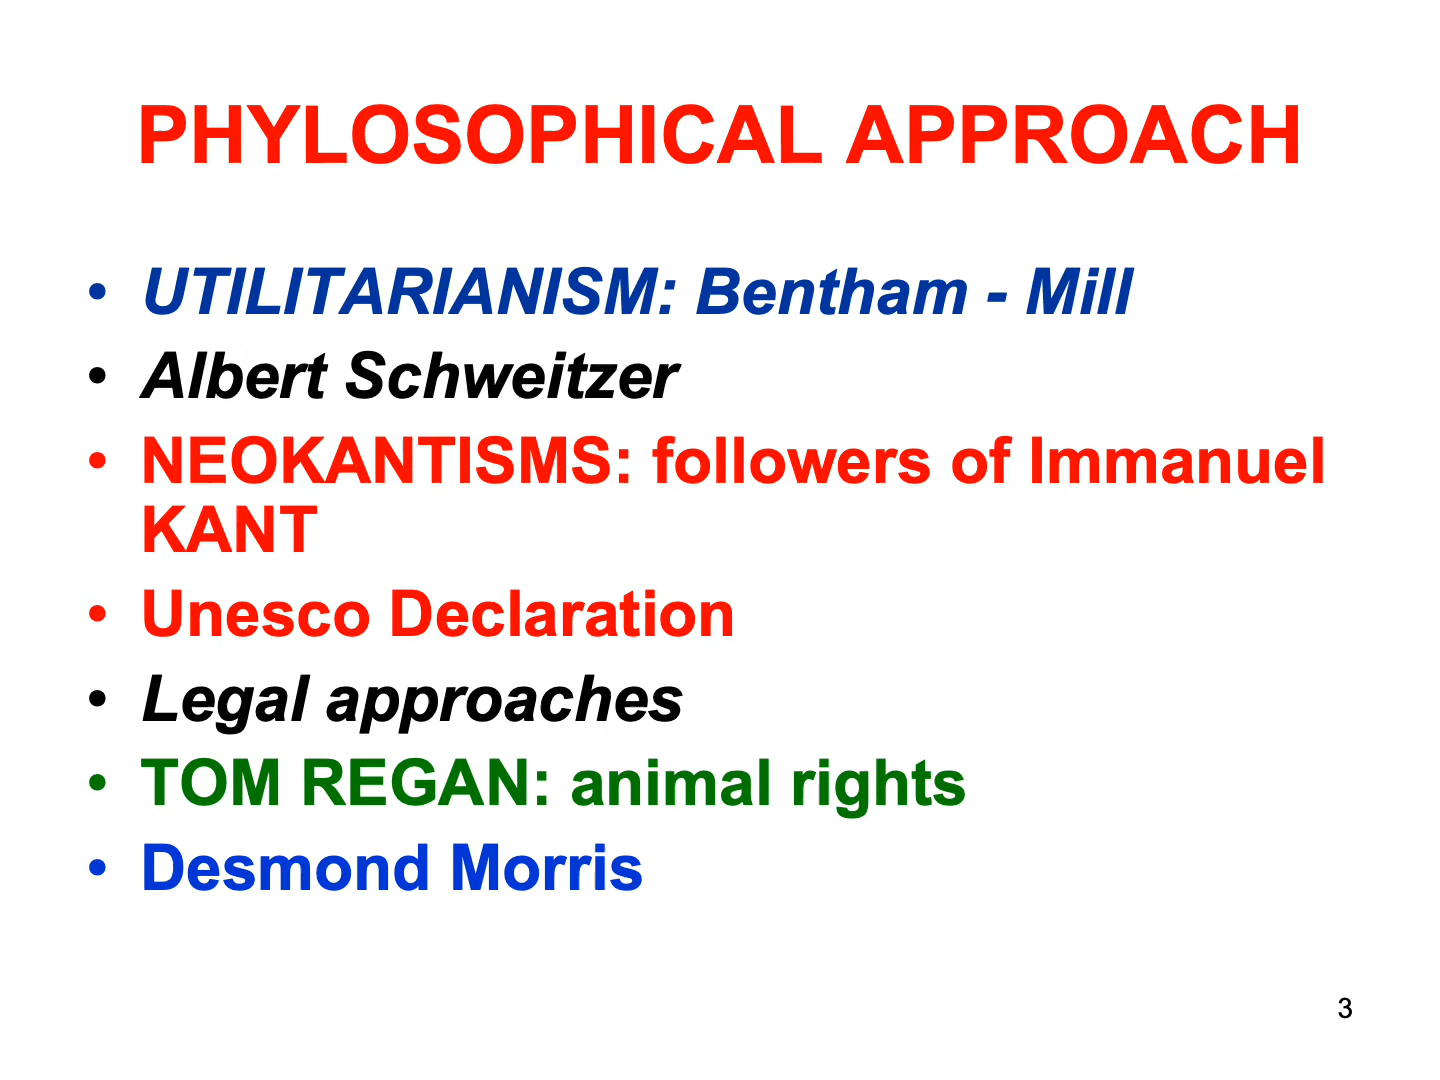 PHYLOSOPHICAL APPROACH
• UTILITARIANISM: Bentham - Mill
• Albert Schweitzer
• NEOKANTISMS: followers of Immanuel
KANT
• Unesco Declaration
• Legal approaches
• TOM REGAN: animal rights
• Desmond Morris
3